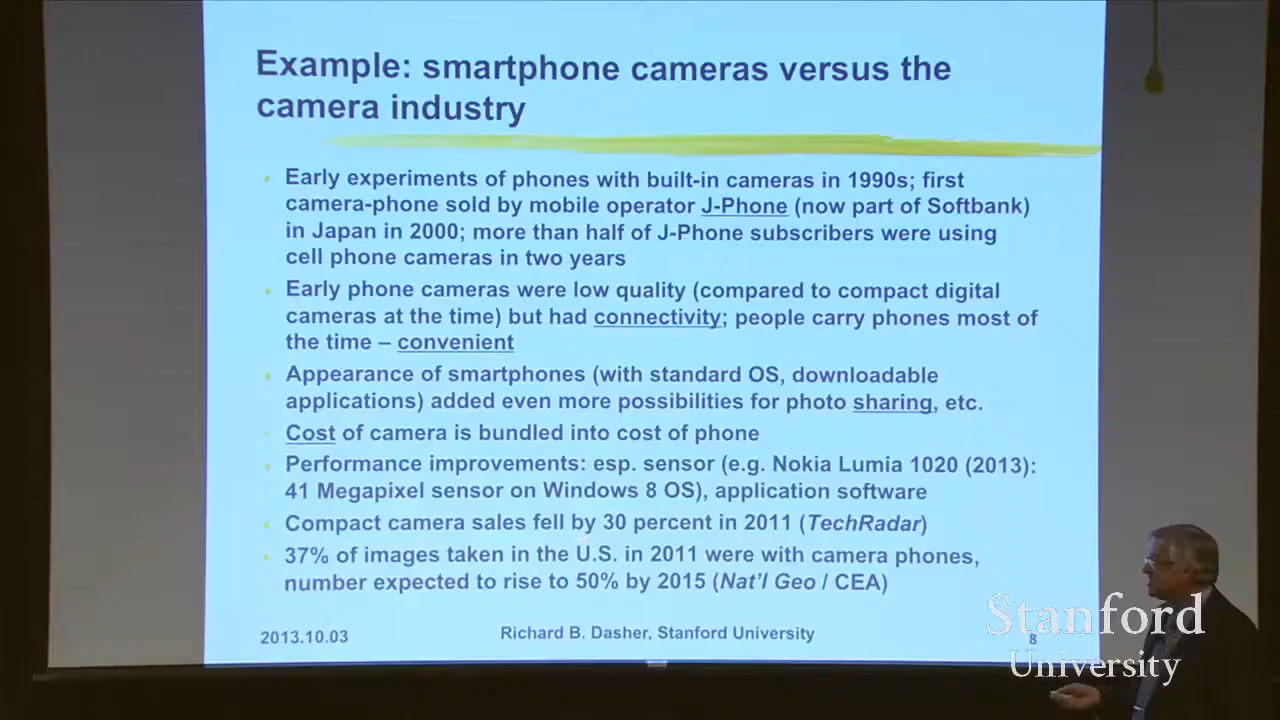 Example: smartphone cameras versus the
camera industry
Early experiments of phones with built-in cameras in 1990s; first
camera-phone sold by mobile operator J-Phone (now part of Softbank)
in Japan in 2000; more than half of J-Phone subscribers were using
cell phone cameras in two years
Early phone cameras were low quality (compared to compact digital
cameras at the time) but had connectivity; people carry phones most of
the time – convenient
Appearance of smartphones (with standard OS, downloadable
applications) added even more possibilities for photo sharing, etc.
Cost of camera is bundled into cost of phone
Performance improvements: esp. sensor (e.g. Nokia Lumia 1020 (2013):
41 Megapixel sensor on Windows 8 OS), application software
Compact camera sales fell by 30 percent in 2011 (TechRadar)
37% of images taken in the U.S. in 2011 were with camera phones,
number expected to rise to 50% by 2015 (Nat'l Geo / CEA)
2013.10.03
Richard B. Dasher, Stanford University
8
Stanford
University